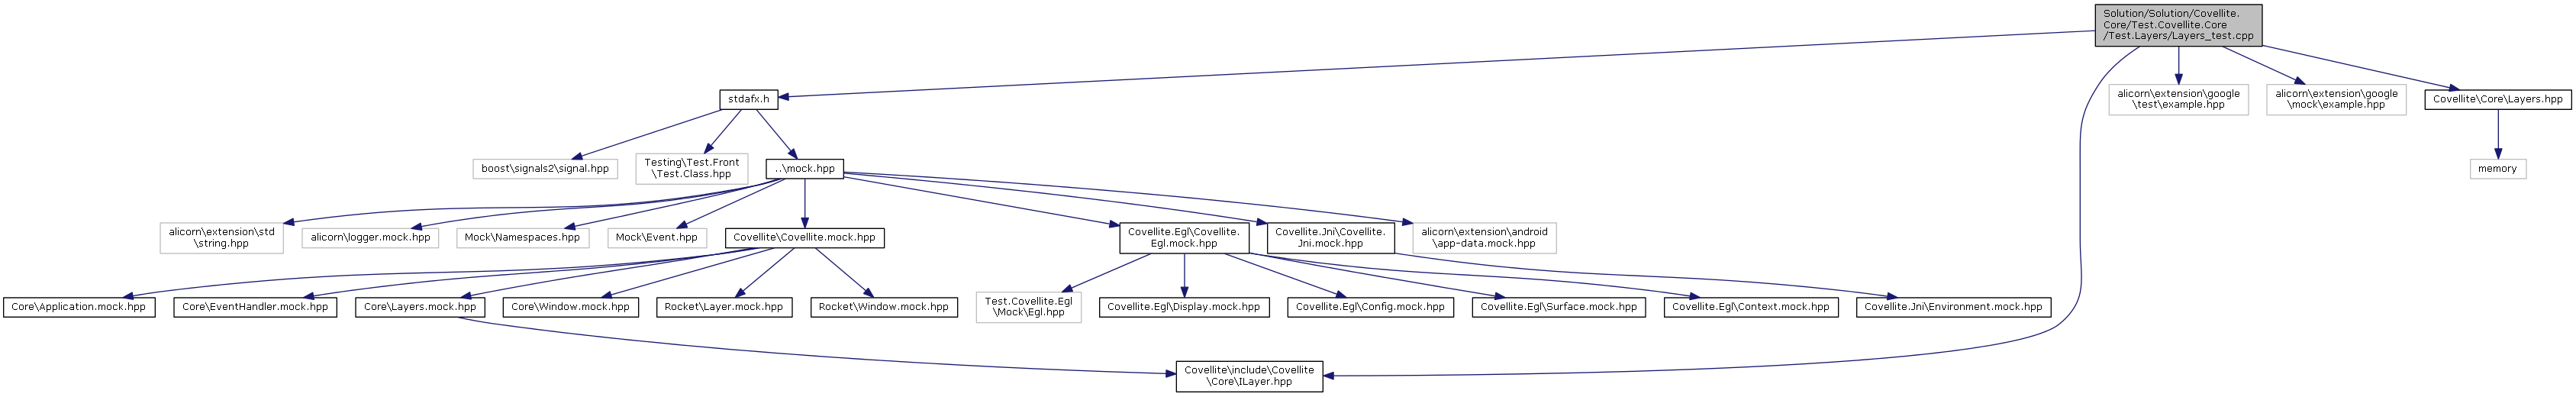 Solution/Solution/Covellite.
Core/Test.Covellite.Core
/Test.Layers/Layers_test.cpp
stdafx.h
alicorn\extension\google
\test\example.hpp
alicorn\extension\google
\mock\example.hpp
Covellite\Core\Layers.hpp
boost\signals2\signal.hpp
Testing\Test.Front
\Test.Class.hpp
..\mock.hpp
memory
alicorn\extension\std
\string.hpp
alicorn\logger.mock.hpp
Mock\Namespaces.hpp
Mock\Event.hpp
Covellite\Covellite.mock.hpp
Covellite.Egl\Covellite.
Egl.mock.hpp
Covellite.Jni\Covellite.
Jni.mock.hpp
alicorn\extension\android
\app-data.mock.hpp
Core\Application.mock.hpp
Core\EventHandler.mock.hpp
Core\Layers.mock.hpp
Core\Window.mock.hpp
Rocket\Layer.mock.hpp
Rocket\Window.mock.hpp
Test.Covellite.Egl
\Mock\Egl.hpp
Covellite.Egl\Display.mock.hpp
Covellite.Egl\Config.mock.hpp
Covellite.Egl\Surface.mock.hpp
Covellite.Egl\Context.mock.hpp
Covellite.Jni\Environment.mock.hpp
Covellite\include\Covellite
\Core\ILayer.hpp